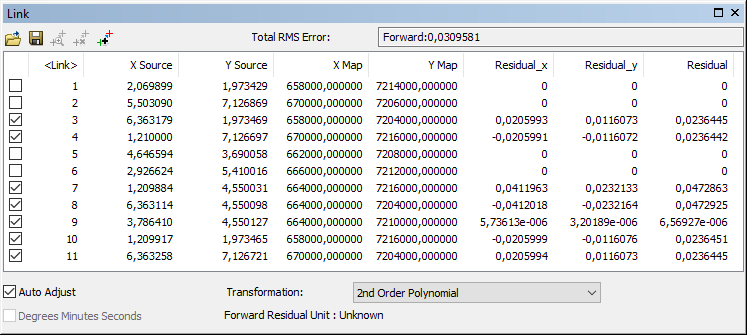 Link
Total RMS Error: Forward:0,0309581
<Link> X Source Y Source X Map Y Map Residual_x Residual_y Residual
1 2,069899 1,973429 658000,000000 7214000,000000 0 0 0
2 5,503090 7,126869 670000,000000 7206000,000000 0 0 0
3 6,363179 1,973469 658000,000000 7204000,000000 0,0205993 0,0116073 0,0236445
4 1,210000 7,126697 670000,000000 7216000,000000 -0,0205991 -0,0116072 0,0236442
5 4,646594 3,690058 662000,000000 7208000,000000 0 0 0
6 2,926624 5,410016 666000,000000 7212000,000000 0 0 0
7 1,209884 4,550031 664000,000000 7216000,000000 0,0411963 0,0232133 0,0472863
8 6,363114 4,550098 664000,000000 7204000,000000 -0,0412018 -0,0232164 0,0472925
9 3,786410 4,550127 664000,000000 7210000,000000 5,73613e-006 3,20189e-006 6,56927e-006
10 1,209917 1,973465 658000,000000 7216000,000000 -0,0205999 -0,0116076 0,0236451
11 6,363258 7,126721 670000,000000 7204000,000000 0,0205994 0,0116073 0,0236445
Auto Adjust Transformation: 2nd Order Polynomial
Degrees Minutes Seconds Forward Residual Unit : Unknown